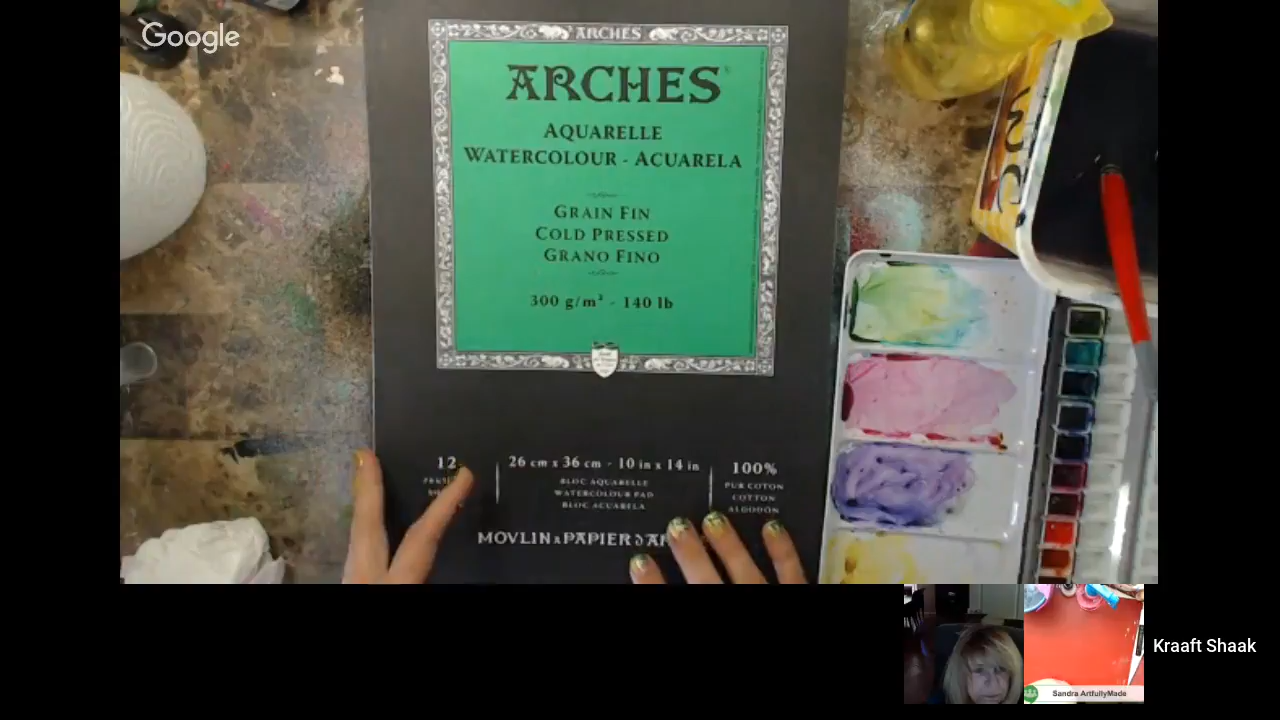 Google
ARCHES
ARCHES
AQUARELLE
WATERCOLOUR - ACUARELA
GRAIN FIN
COLD PRESSED
GRANO FINO
300 g/m² - 140 lb
12
26 cm x 36 cm - 10 in x 14 in
100%
BLOC AQUARELLE
WATERCOLOUR PAD
BLOC ACUARELA
PUR COTON
COTTON
ALGODÓN
MOVLIN À PAPIER D'AR
Kraaft Shaak
Sandra ArtfullyMade